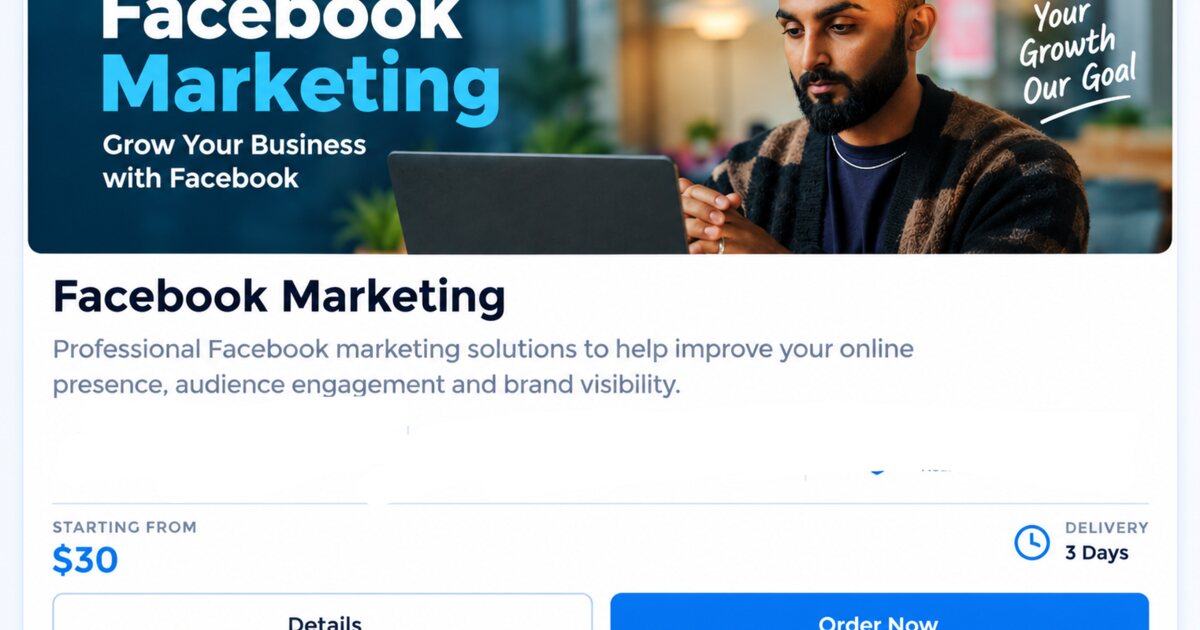 Facebook
Marketing
Grow Your Business
with Facebook
Your
Growth
Our Goal
Facebook Marketing
Professional Facebook marketing solutions to help improve your online
presence, audience engagement and brand visibility.
STARTING FROM
$30
DELIVERY
3 Days
Details
Order Now